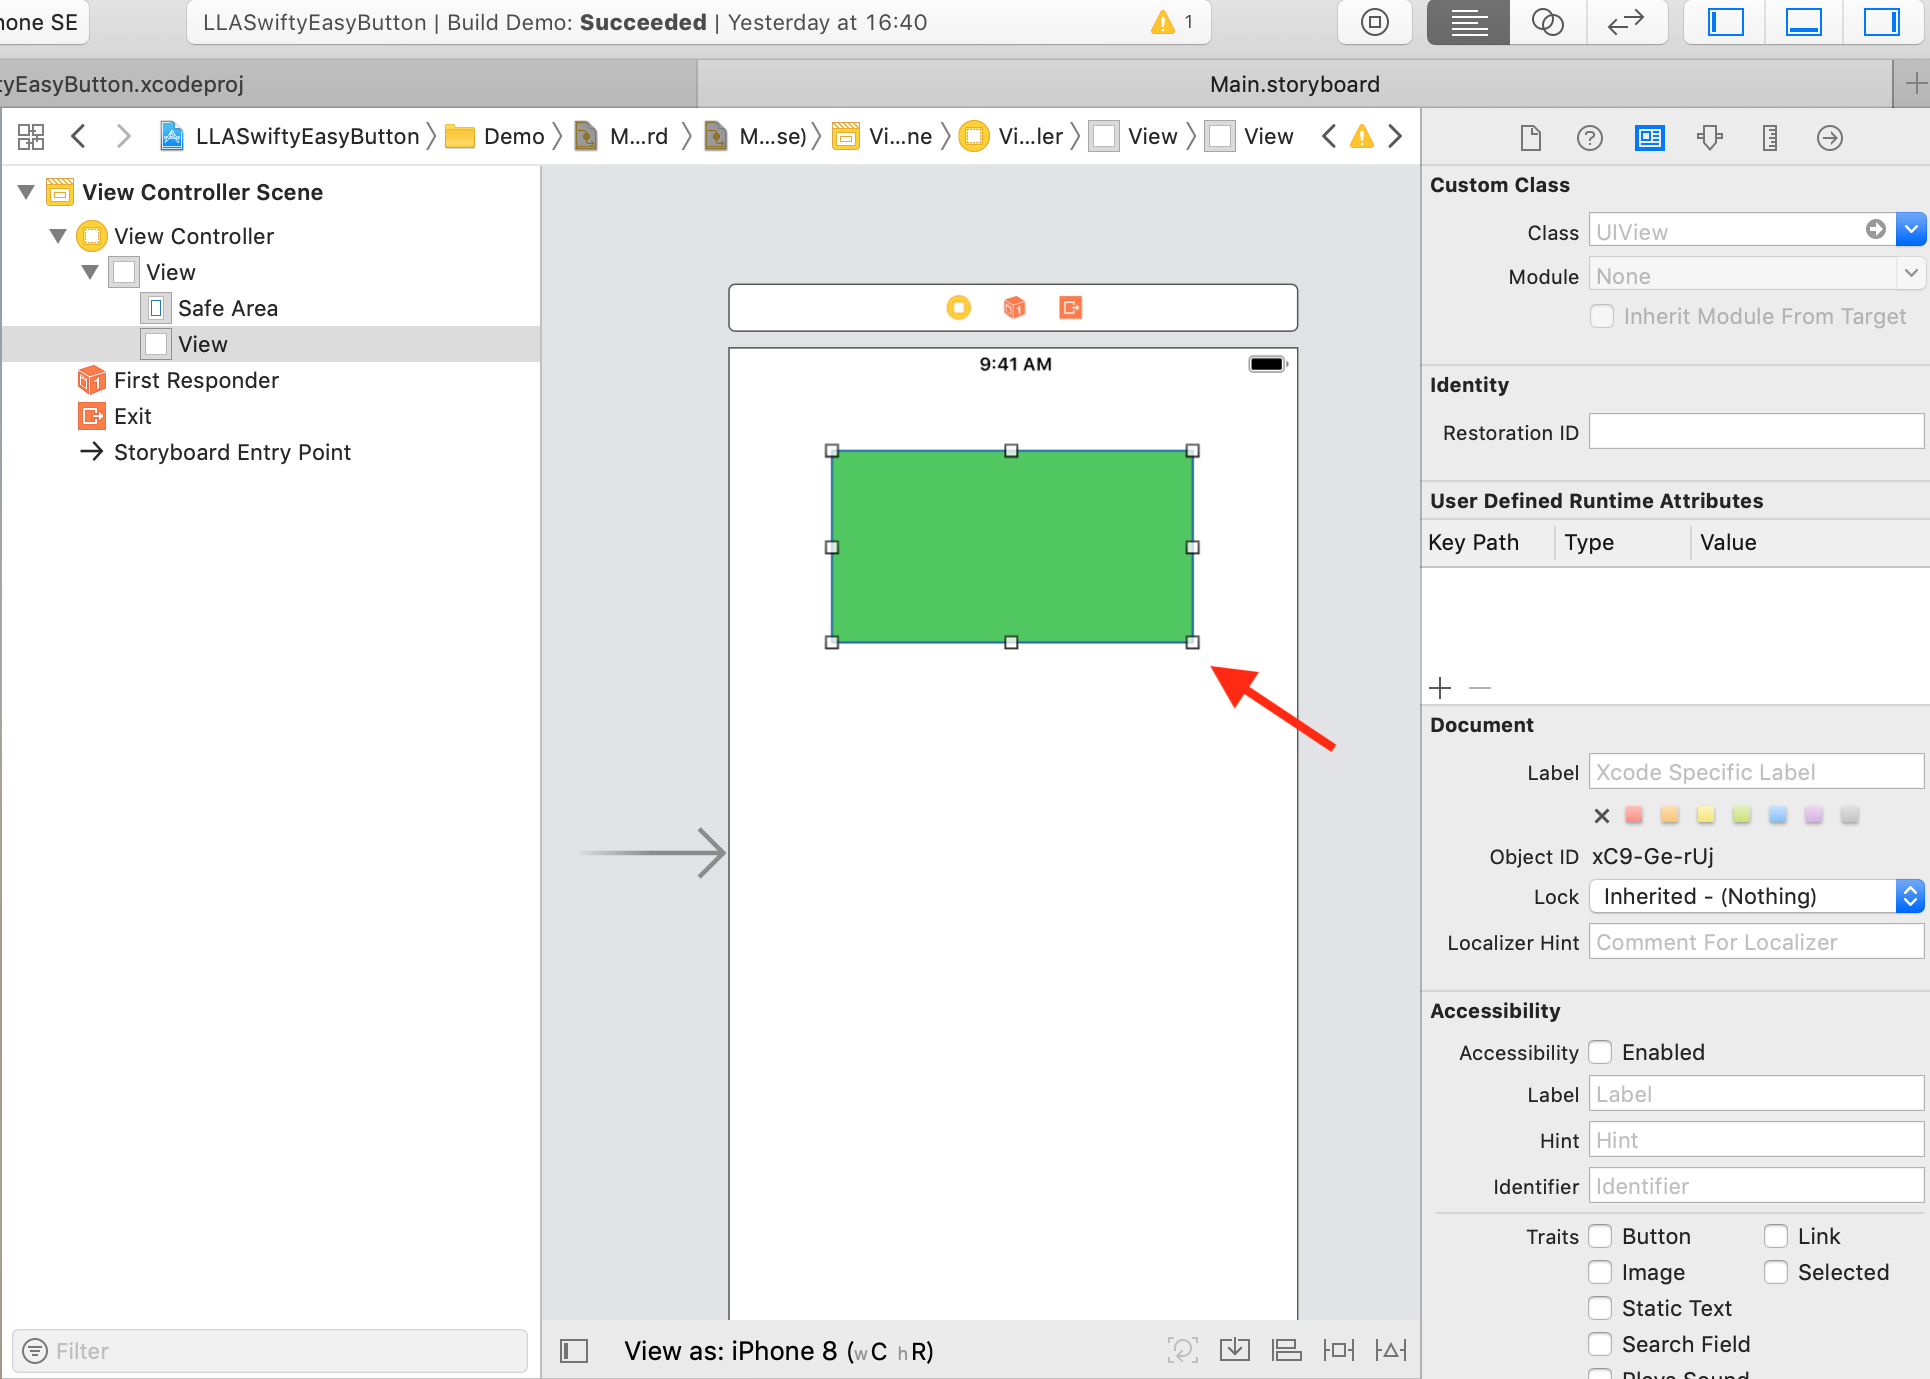 one SE
LLASwiftyEasyButton | Build Demo: Succeeded | Yesterday at 16:40
1
tyEasyButton.xcodeproj
Main.storyboard
LLASwiftyEasyButton
Demo
M...rd
M...se)
Vi...ne
Vi...ler
View
View
View Controller Scene
View Controller
View
Safe Area
View
First Responder
Exit
Storyboard Entry Point
Filter
9:41 AM
View as: iPhone 8 (wC hR)
Custom Class
Class UIView
Module None
Inherit Module From Target
Identity
Restoration ID
User Defined Runtime Attributes
Key Path Type Value
Document
Label Xcode Specific Label
Object ID xC9-Ge-rUj
Lock Inherited - (Nothing)
Localizer Hint Comment For Localizer
Accessibility
Accessibility Enabled
Label Label
Hint Hint
Identifier Identifier
Traits Button Link
Image Selected
Static Text
Search Field
Plays Sound